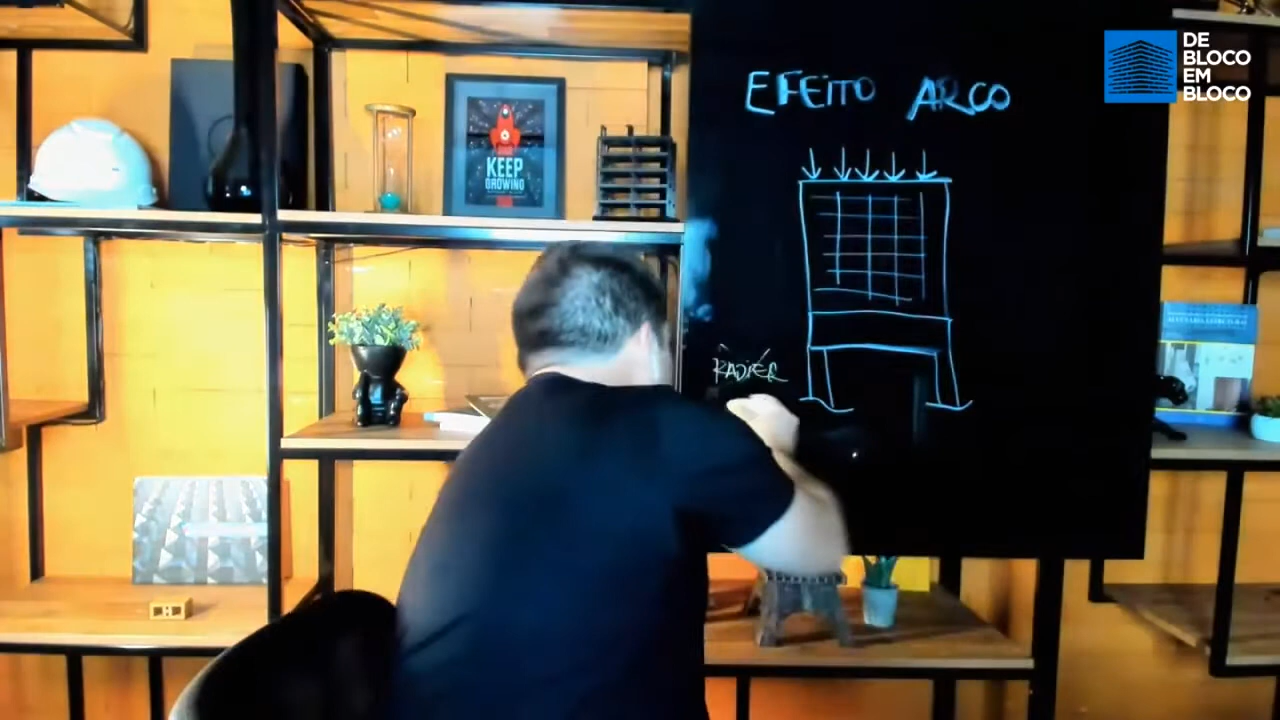 DE
BLOCO
EM
BLOCO
EFEITO ARCO
KEEP
GROWING
RADIER